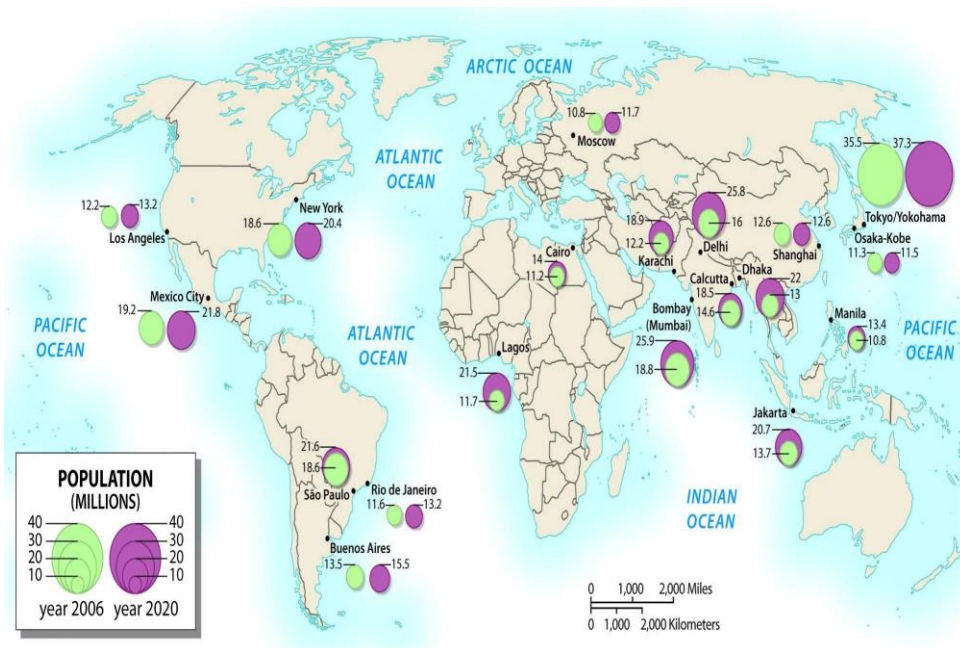 ARCTIC OCEAN
10.8
11.7
Moscow
ATLANTIC
OCEAN
35.5
37.3
Tokyo/Yokohama
Osaka-Kobe
11.3
11.5
12.2
13.2
Los Angeles
New York
18.6
20.4
Mexico City
19.2
21.8
PACIFIC
OCEAN
ATLANTIC
OCEAN
Cairo
14
11.2
18.9
12.2
Karachi
25.8
16
Delhi
12.6
12.6
Shanghai
Calcutta
18.5
14.6
Dhaka
22
13
Bombay
(Mumbai)
25.9
18.8
Manila
13.4
10.8
PACIFIC
OCEAN
Lagos
21.5
11.7
Jakarta
20.7
13.7
21.6
18.6
São Paulo
Rio de Janeiro
11.6
13.2
Buenos Aires
13.5
15.5
INDIAN
OCEAN
POPULATION
(MILLIONS)
40
30
20
10
40
30
20
10
year 2006
year 2020
0 1,000 2,000 Miles
0 1,000 2,000 Kilometers